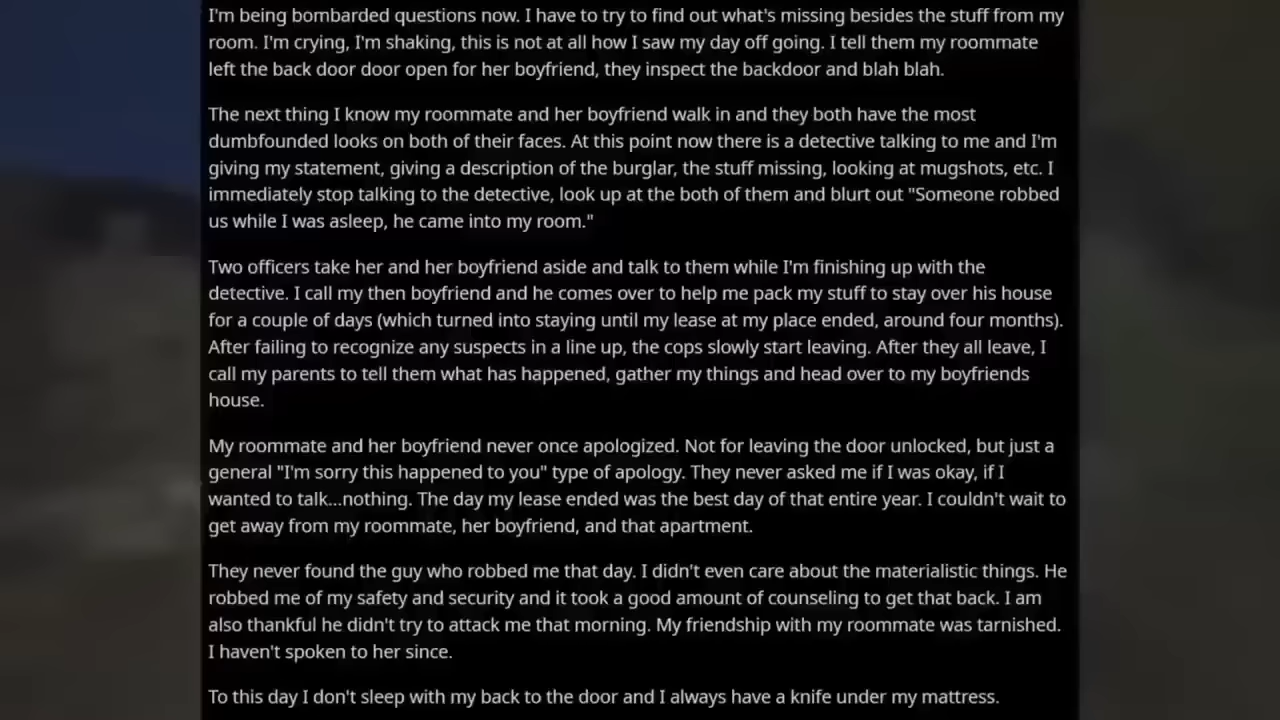 I'm being bombarded questions now. I have to try to find out what's missing besides the stuff from my
room. I'm crying, I'm shaking, this is not at all how I saw my day off going. I tell them my roommate
left the back door door open for her boyfriend, they inspect the backdoor and blah blah.
The next thing I know my roommate and her boyfriend walk in and they both have the most
dumbfounded looks on both of their faces. At this point now there is a detective talking to me and I'm
giving my statement, giving a description of the burglar, the stuff missing, looking at mugshots, etc. I
immediately stop talking to the detective, look up at the both of them and blurt out "Someone robbed
us while I was asleep, he came into my room."
Two officers take her and her boyfriend aside and talk to them while I'm finishing up with the
detective. I call my then boyfriend and he comes over to help me pack my stuff to stay over his house
for a couple of days (which turned into staying until my lease at my place ended, around four months).
After failing to recognize any suspects in a line up, the cops slowly start leaving. After they all leave, I
call my parents to tell them what has happened, gather my things and head over to my boyfriends
house.
My roommate and her boyfriend never once apologized. Not for leaving the door unlocked, but just a
general "I'm sorry this happened to you" type of apology. They never asked me if I was okay, if I
wanted to talk...nothing. The day my lease ended was the best day of that entire year. I couldn't wait to
get away from my roommate, her boyfriend, and that apartment.
They never found the guy who robbed me that day. I didn't even care about the materialistic things. He
robbed me of my safety and security and it took a good amount of counseling to get that back. I am
also thankful he didn't try to attack me that morning. My friendship with my roommate was tarnished.
I haven't spoken to her since.
To this day I don't sleep with my back to the door and I always have a knife under my mattress.